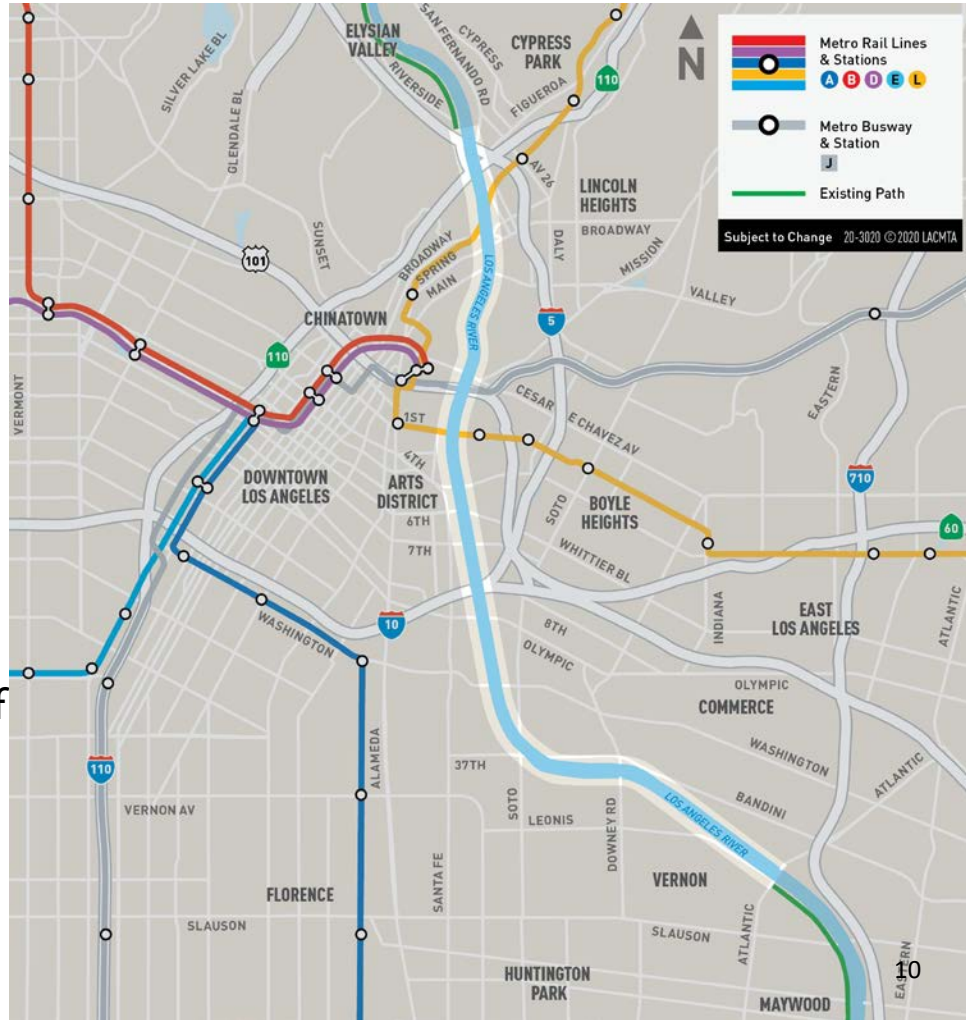 ELYSIAN
VALLEY
SAN FERNANDO RD
CYPRESS
CYPRESS
PARK
N
RIVERSIDE
FIGUEROA
110
SILVER LAKE BL
GLENDALE BL
AV 26
Metro Rail Lines
& Stations
A B D E L
Metro Busway
& Station
J
Existing Path
Subject to Change 20-3020 © 2020 LACMTA
LINCOLN
HEIGHTS
BROADWAY
SUNSET
101
BROADWAY
SPRING
MAIN
DALY
MISSION
LOS ANGELES RIVER
VALLEY
CHINATOWN
5
110
VERMONT
EASTERN
CESAR E CHAVEZ AV
1ST
4TH
DOWNTOWN
LOS ANGELES
ARTS
DISTRICT
6TH
7TH
SOTO
BOYLE
HEIGHTS
WHITTIER BL
710
60
10
WASHINGTON
8TH
OLYMPIC
INDIANA
EAST
LOS ANGELES
ATLANTIC
f
OLYMPIC
COMMERCE
WASHINGTON
ATLANTIC
110
ALAMEDA
37TH
VERNON AV
SOTO
LEONIS
DOWNEY RD
LOS ANGELES RIVER
BANDINI
FLORENCE
SANTA FE
VERNON
SLAUSON
SLAUSON
ATLANTIC
EASTERN
10
HUNTINGTON
PARK
MAYWOOD